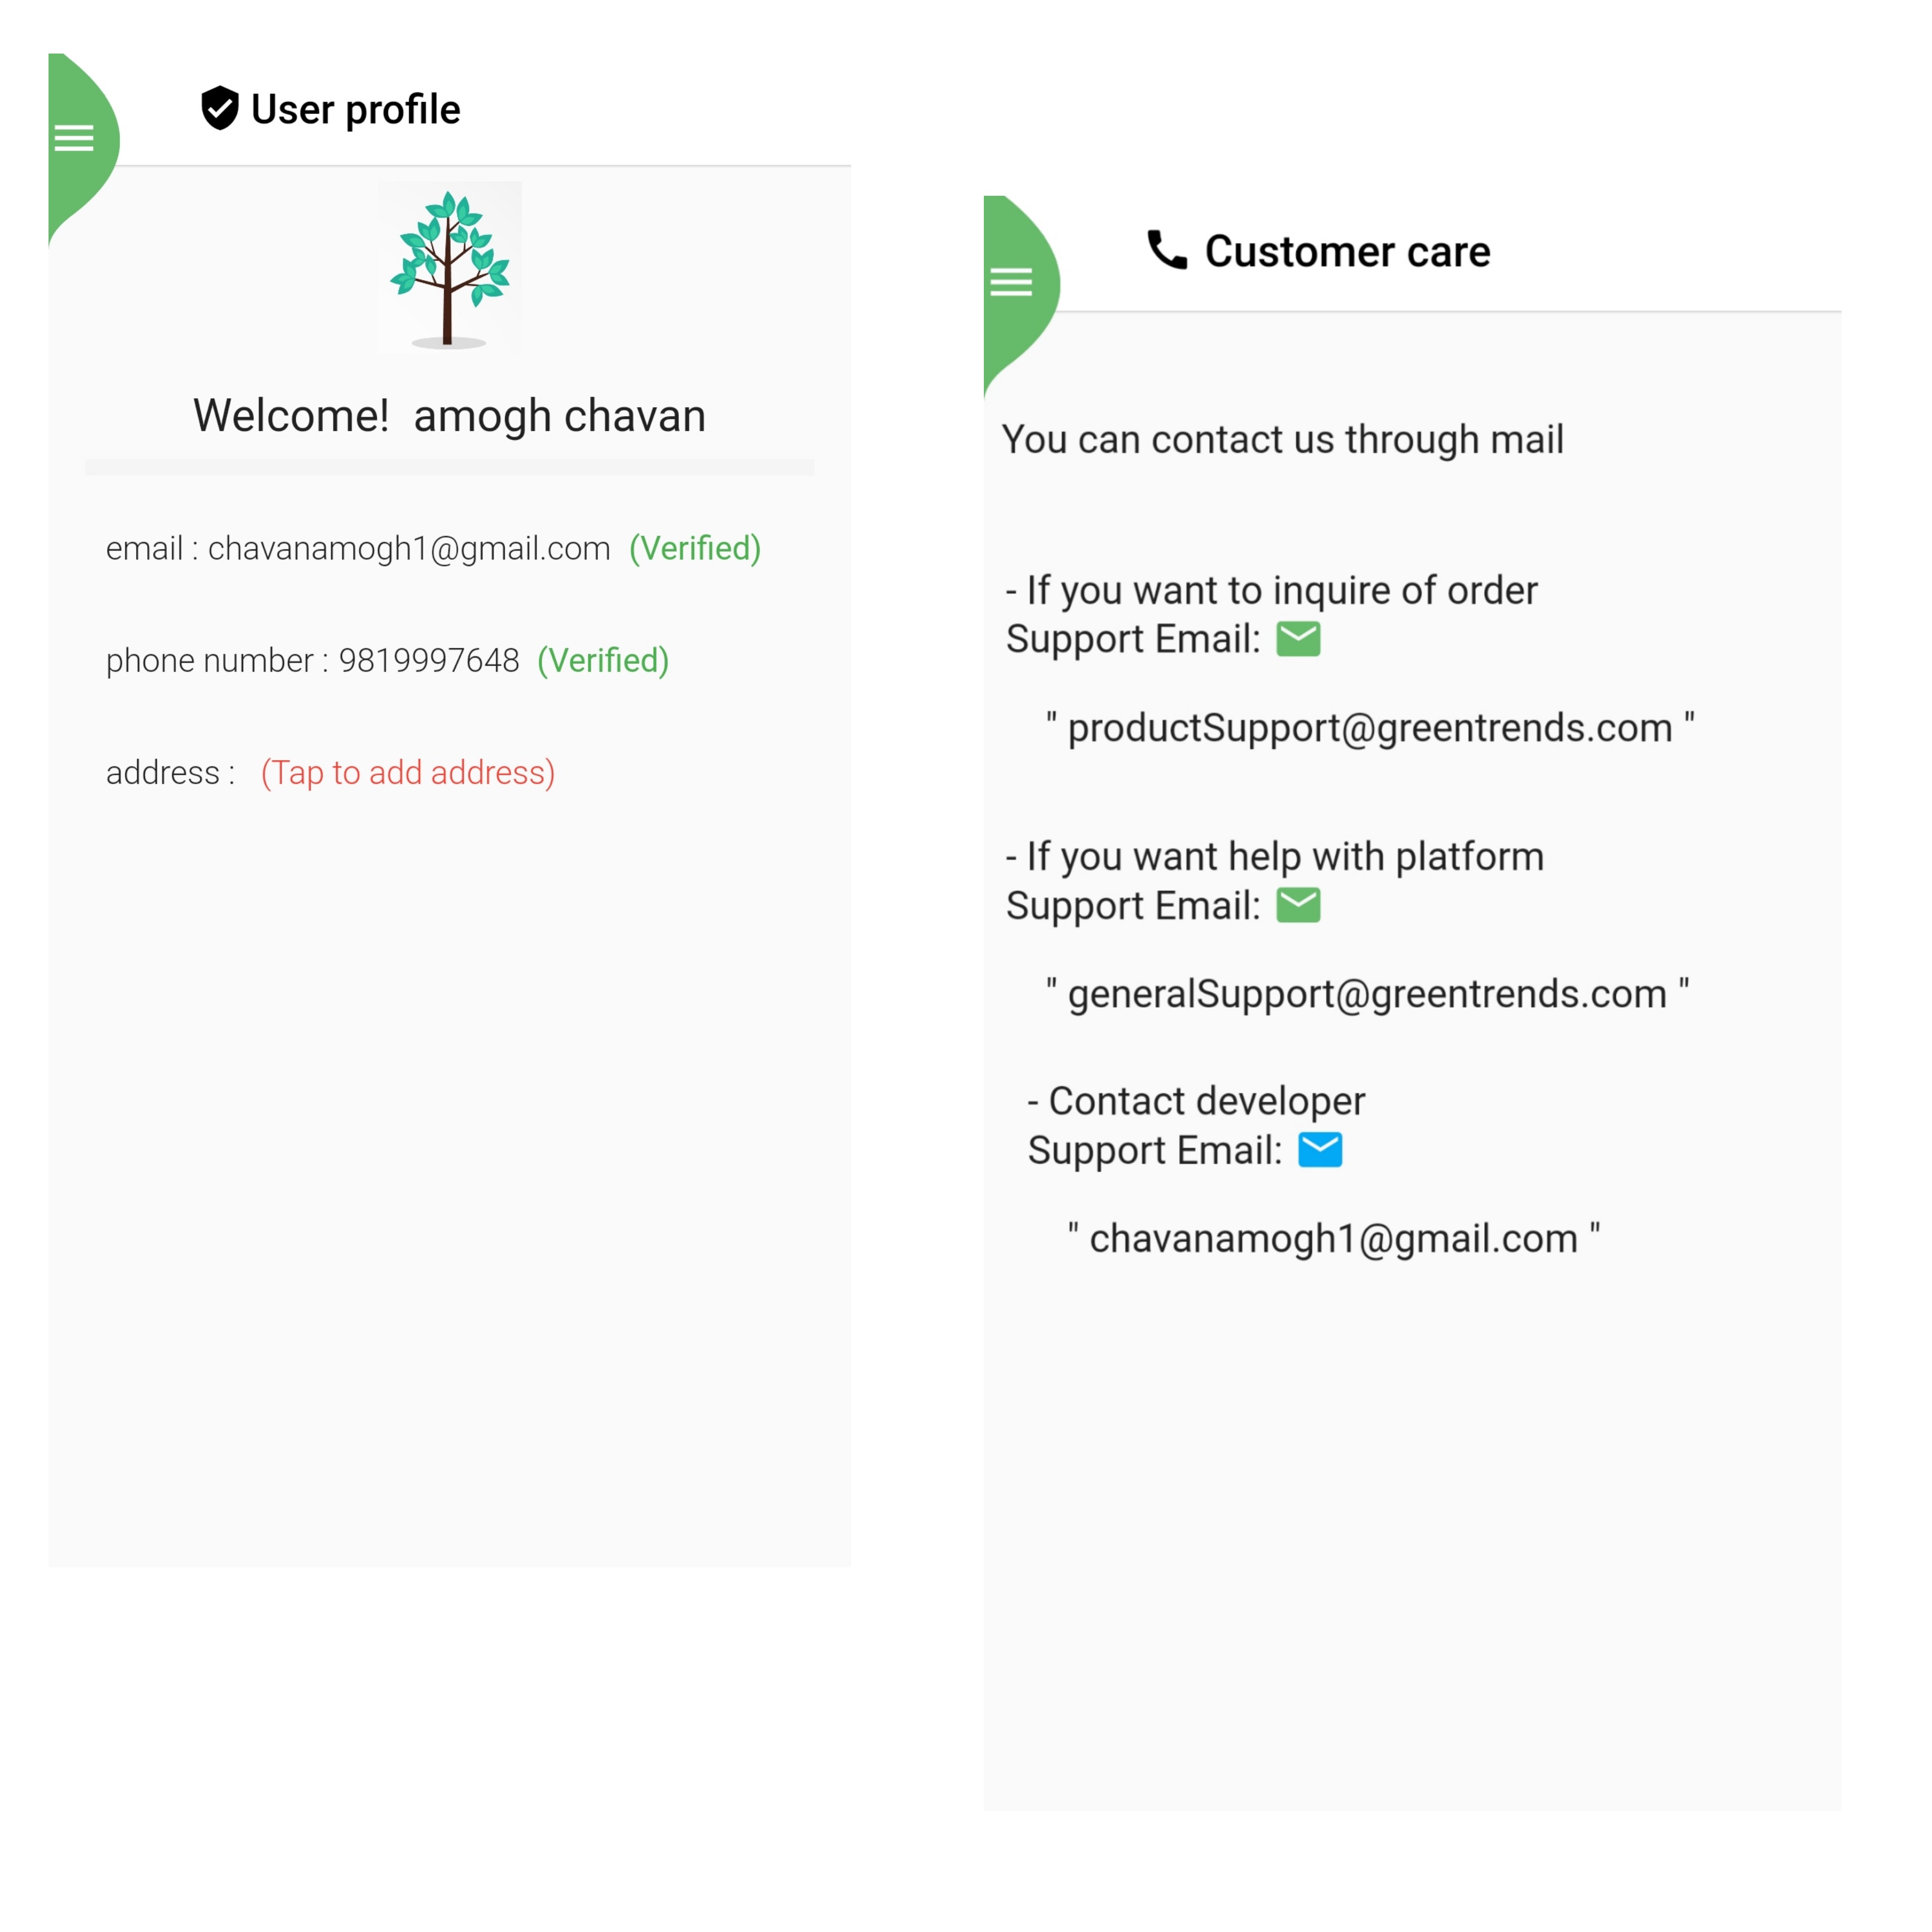 User profile
Welcome!  amogh chavan
email : chavanamogh1@gmail.com  (Verified)
phone number : 9819997648  (Verified)
address :   (Tap to add address)
Customer care
You can contact us through mail
- If you want to inquire of order
Support Email:
" productSupport@greentrends.com "
- If you want help with platform
Support Email:
" generalSupport@greentrends.com "
- Contact developer
Support Email:
" chavanamogh1@gmail.com "